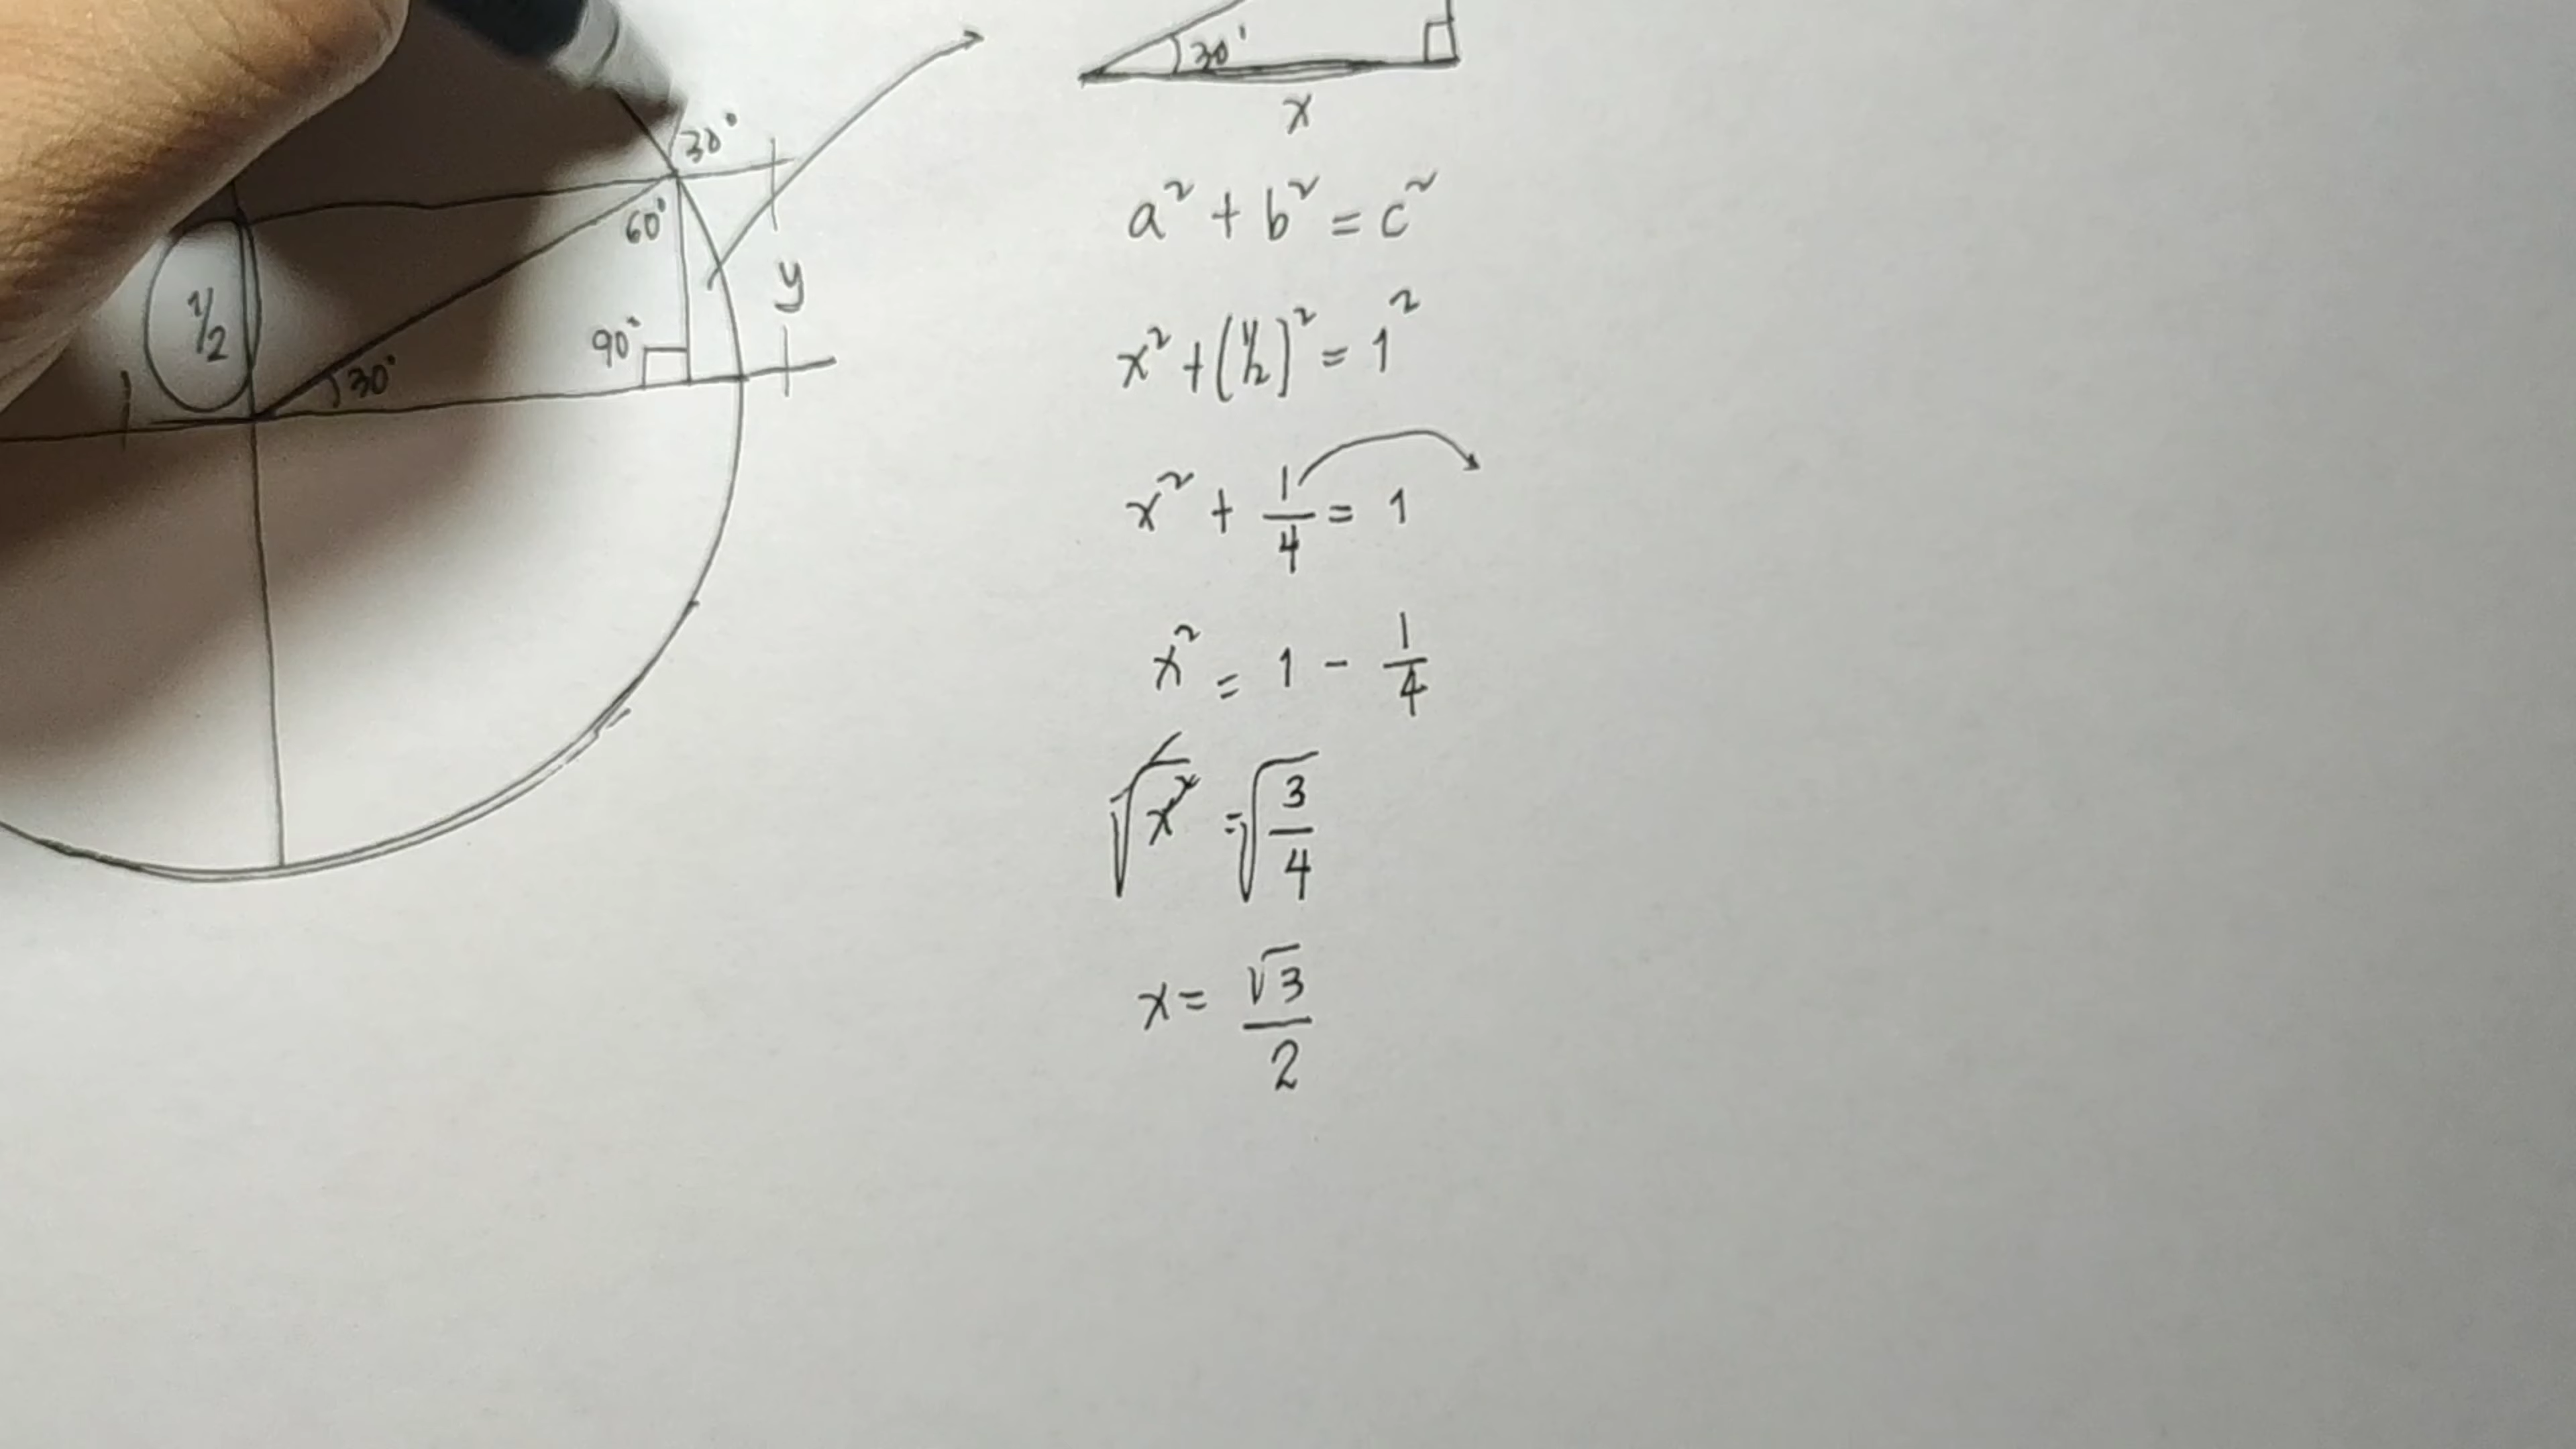 30°
60°
y
1/2
90°
30°
30°
x
a² + b² = c²
x² + (1/2)² = 1²
x² + 1/4 = 1
x² = 1 - 1/4
√x² = √3/4
x = √3/2